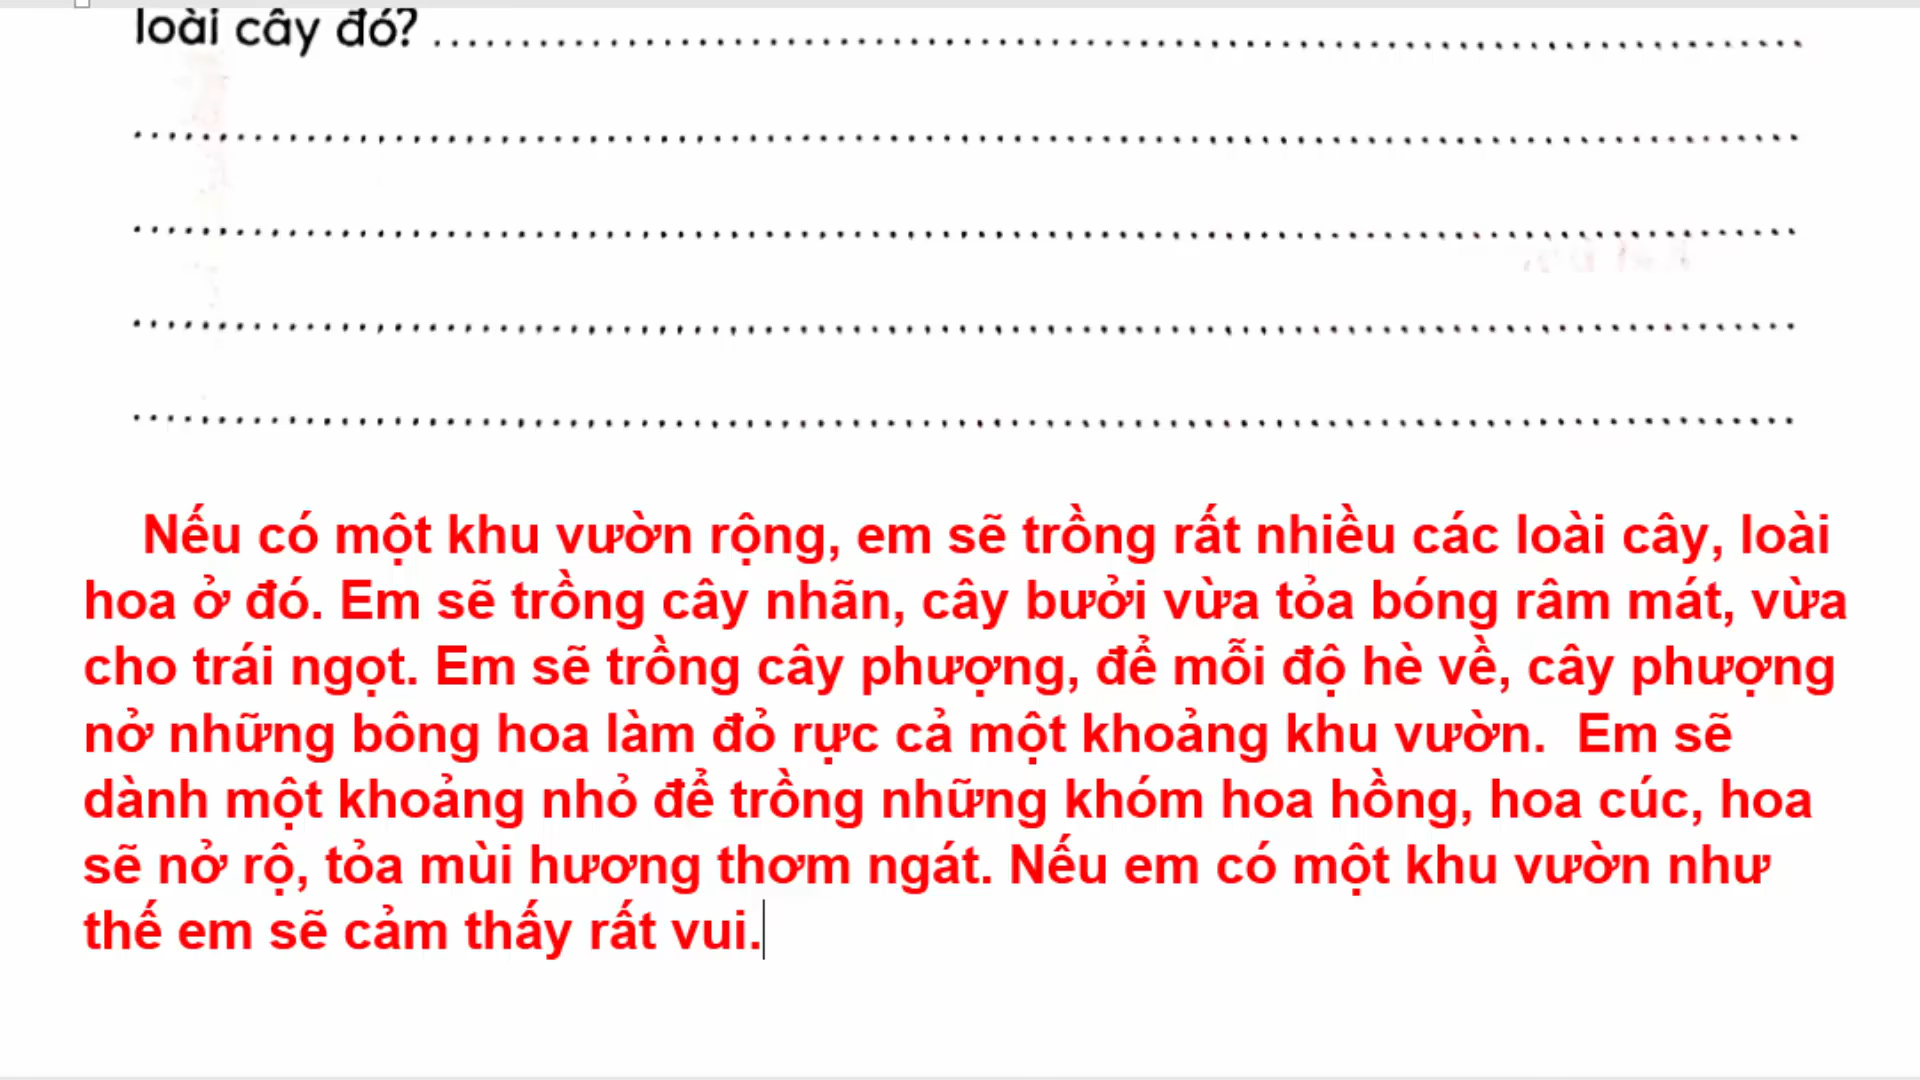 loài cây đó? ........................................................................................
........................................................................................
........................................................................................
........................................................................................
........................................................................................
Nếu có một khu vườn rộng, em sẽ trồng rất nhiều các loài cây, loài
hoa ở đó. Em sẽ trồng cây nhãn, cây bưởi vừa tỏa bóng râm mát, vừa
cho trái ngọt. Em sẽ trồng cây phượng, để mỗi độ hè về, cây phượng
nở những bông hoa làm đỏ rực cả một khoảng khu vườn.  Em sẽ
dành một khoảng nhỏ để trồng những khóm hoa hồng, hoa cúc, hoa
sẽ nở rộ, tỏa mùi hương thơm ngát. Nếu em có một khu vườn như
thế em sẽ cảm thấy rất vui.